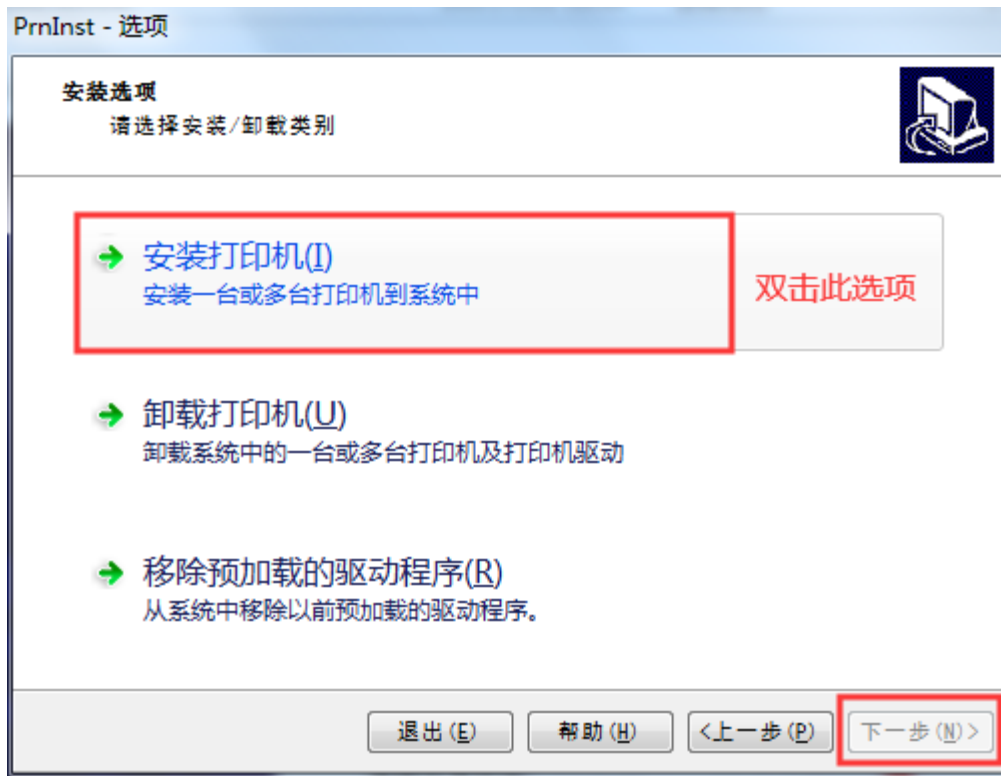 PrnInst - 选项
安装选项
请选择安装/卸载类别
安装打印机(I)
安装一台或多台打印机到系统中
双击此选项
卸载打印机(U)
卸载系统中的一台或多台打印机及打印机驱动
移除预加载的驱动程序(R)
从系统中移除以前预加载的驱动程序。
退出(E) 帮助(H) <上一步(P) 下一步(N)>